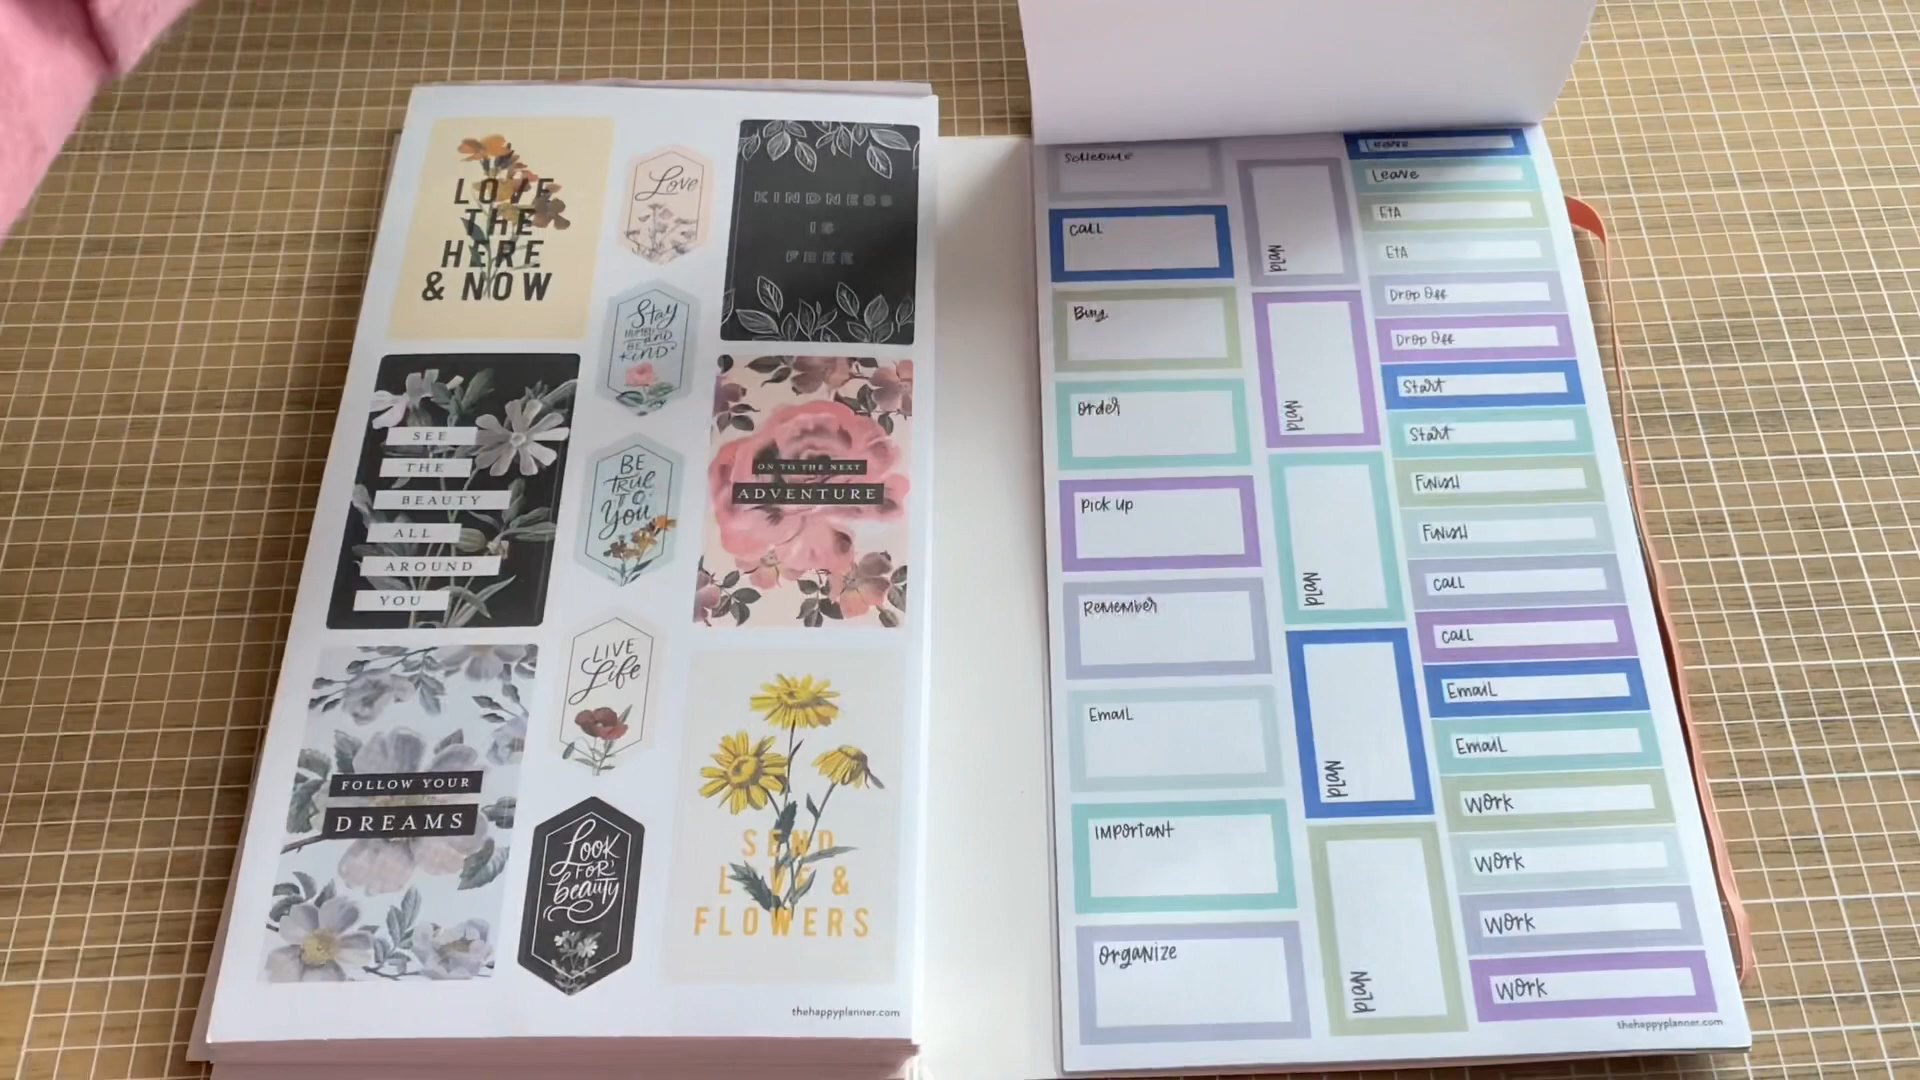 LOVE
THE
HERE
& NOW
Love
KINDNESS
IS
FREE
SEE
THE
BEAUTY
ALL
AROUND
YOU
Stay
HUMBLE AND
BE
KIND
BE
TRUE
TO
You
ON TO THE NEXT
ADVENTURE
FOLLOW YOUR
DREAMS
LIVE
Life
Look
FOR
beauty
SEND
LOVE &
FLOWERS
thehappyplanner.com
Schedule
Call
Buy
Order
Pick up
Remember
Email
Important
Organize
Plan
Plan
Plan
Plan
Plan
Leave
Leave
ETA
ETA
Drop Off
Drop Off
Start
Start
Finish
Finish
Call
Call
Email
Email
Work
Work
Work
Work
thehappyplanner.com